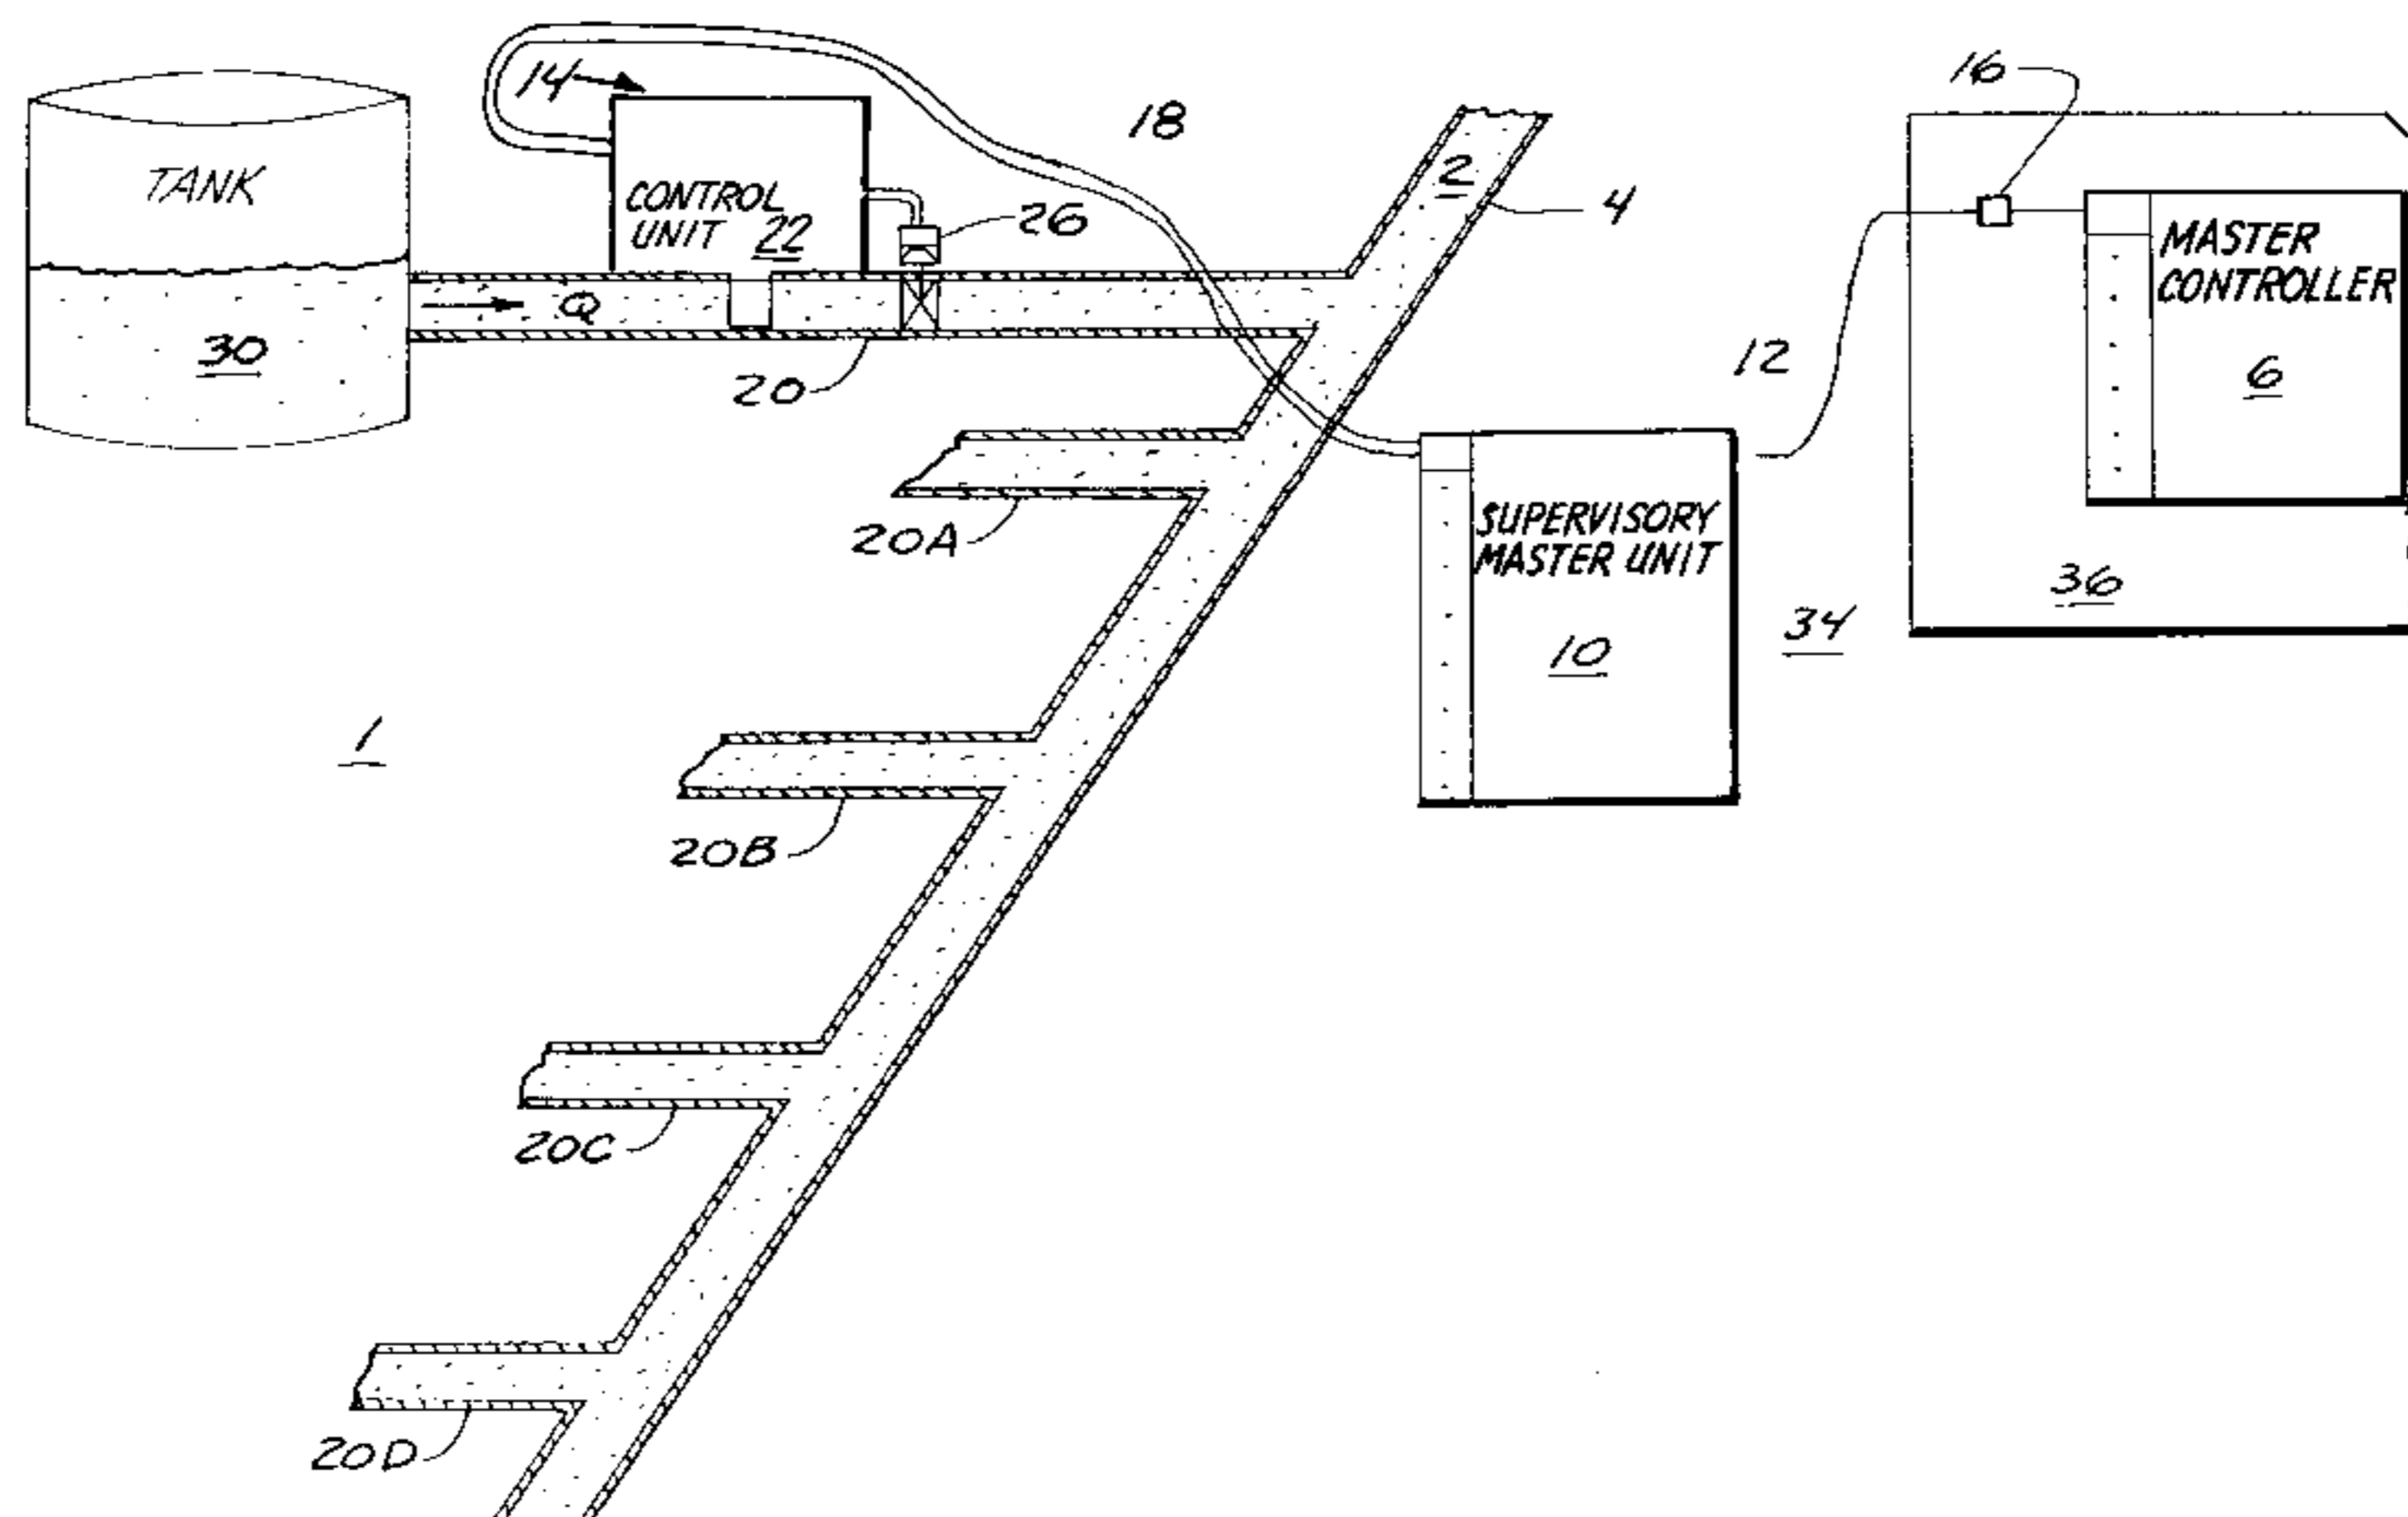 16
14
18
2
TANK
CONTROL
UNIT 22
26
4
MASTER
CONTROLLER
Q
30
20
12
6
20A
SUPERVISORY
MASTER UNIT
36
34
10
1
20B
20C
20D